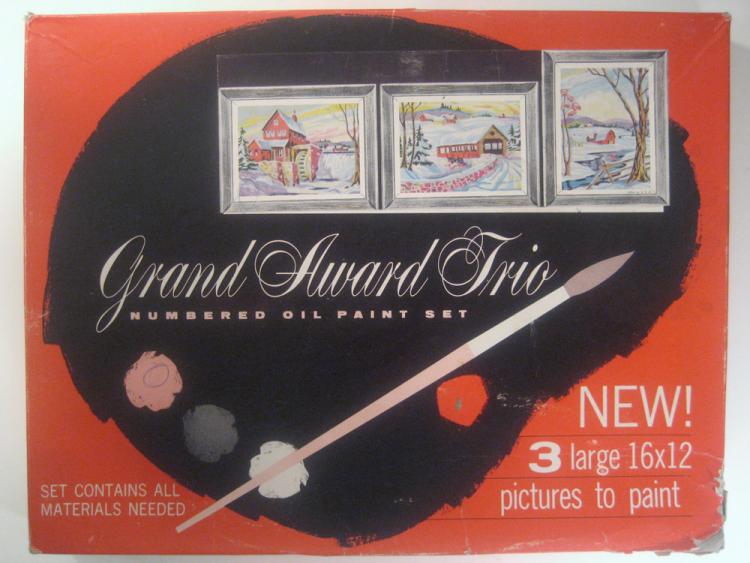 Grand Award Trio
NUMBERED OIL PAINT SET
NEW!
3 large 16x12
pictures to paint
SET CONTAINS ALL
MATERIALS NEEDED